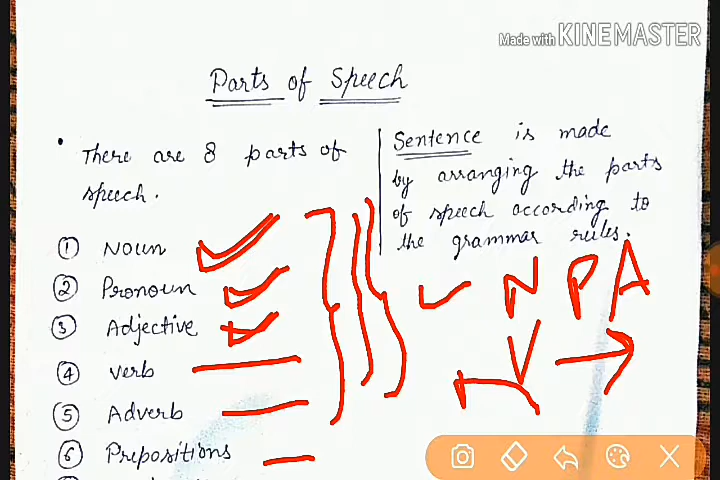 Made with KINEMASTER
Parts of Speech
• There are 8 parts of
speech.
Sentence is made
by arranging the parts
of speech according to
the grammar rules.
① Noun
② Pronoun
③ Adjective
④ Verb
⑤ Adverb
⑥ Prepositions
N P A
V